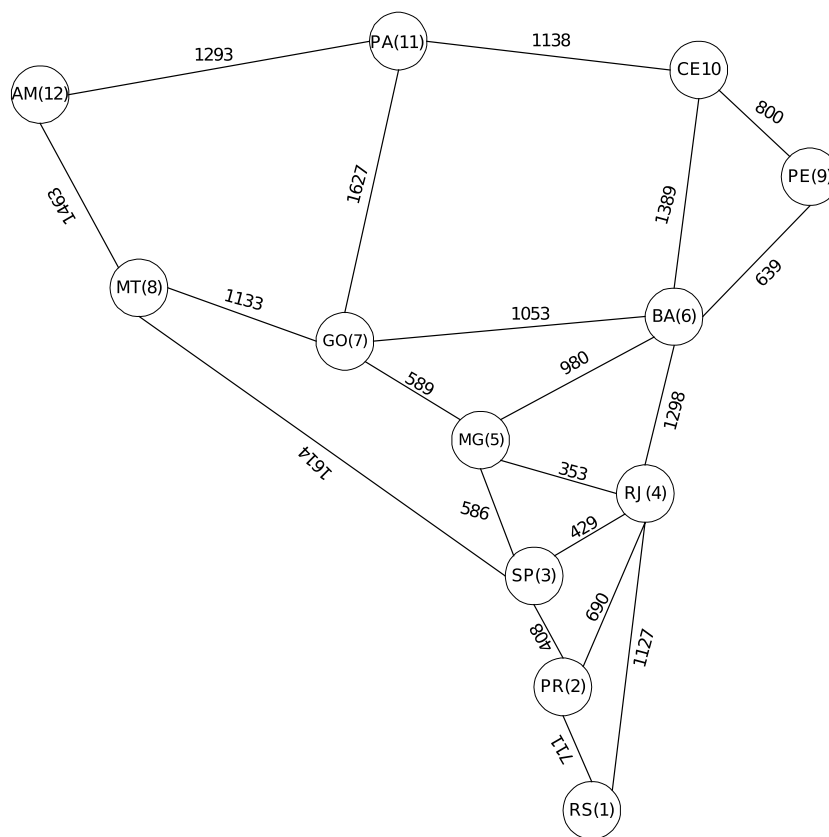 PA(11)
1293
1138
CE10
AM(12)
800
PE(9)
1627
1389
1463
639
MT(8)
1133
BA(6)
1053
GO(7)
980
589
1298
MG(5)
353
1614
RJ (4)
586
429
SP(3)
690
408
1127
PR(2)
711
RS(1)